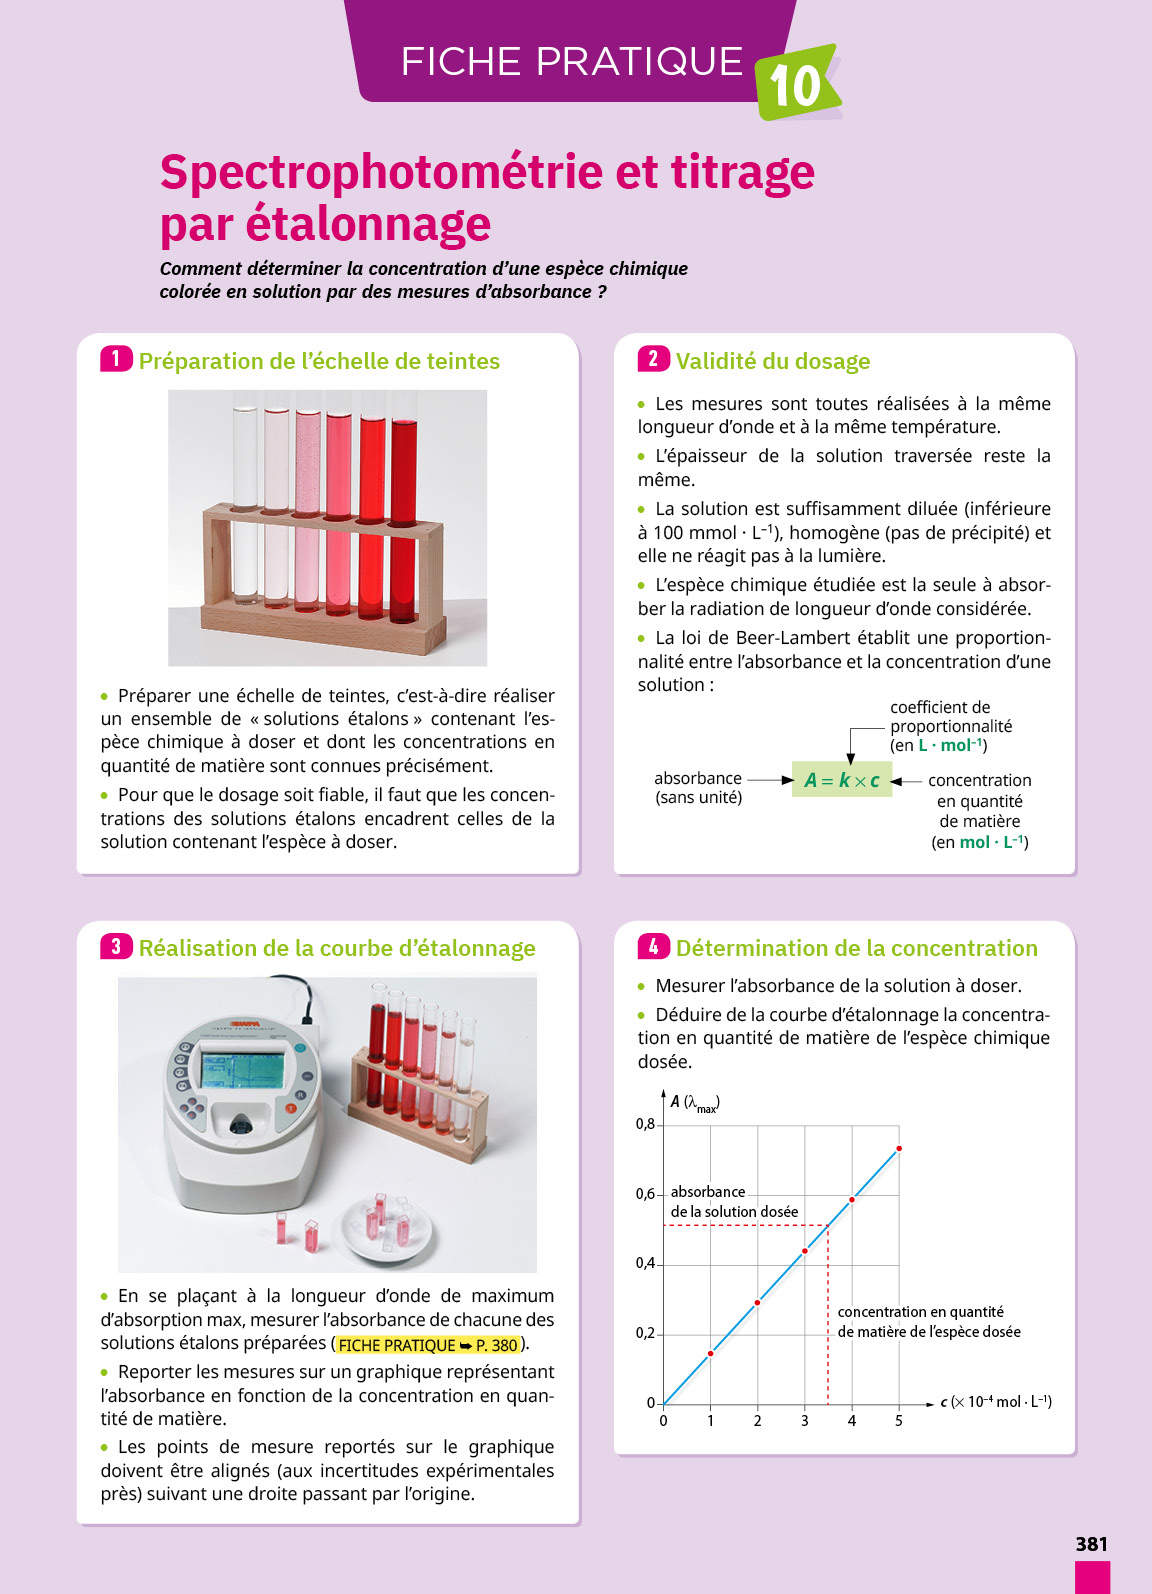 FICHE PRATIQUE 10
Spectrophotométrie et titrage
par étalonnage
Comment déterminer la concentration d'une espèce chimique
colorée en solution par des mesures d'absorbance ?
1 Préparation de l'échelle de teintes
• Préparer une échelle de teintes, c'est-à-dire réaliser
un ensemble de « solutions étalons » contenant l'es-
pèce chimique à doser et dont les concentrations en
quantité de matière sont connues précisément.
• Pour que le dosage soit fiable, il faut que les concen-
trations des solutions étalons encadrent celles de la
solution contenant l'espèce à doser.
2 Validité du dosage
• Les mesures sont toutes réalisées à la même
longueur d'onde et à la même température.
• L'épaisseur de la solution traversée reste la
même.
• La solution est suffisamment diluée (inférieure
à 100 mmol · L⁻¹), homogène (pas de précipité) et
elle ne réagit pas à la lumière.
• L'espèce chimique étudiée est la seule à absor-
ber la radiation de longueur d'onde considérée.
• La loi de Beer-Lambert établit une proportion-
nalité entre l'absorbance et la concentration d'une
solution :
coefficient de
proportionnalité
(en L · mol⁻¹)
absorbance
(sans unité)
A = k × c
concentration
en quantité
de matière
(en mol · L⁻¹)
3 Réalisation de la courbe d'étalonnage
• En se plaçant à la longueur d'onde de maximum
d'absorption max, mesurer l'absorbance de chacune des
solutions étalons préparées (FICHE PRATIQUE ➥ P. 380).
• Reporter les mesures sur un graphique représentant
l'absorbance en fonction de la concentration en quan-
tité de matière.
• Les points de mesure reportés sur le graphique
doivent être alignés (aux incertitudes expérimentales
près) suivant une droite passant par l'origine.
4 Détermination de la concentration
• Mesurer l'absorbance de la solution à doser.
• Déduire de la courbe d'étalonnage la concentra-
tion en quantité de matière de l'espèce chimique
dosée.
A (λmax)
0,8
0,6
absorbance
de la solution dosée
0,4
concentration en quantité
de matière de l'espèce dosée
0,2
0
c (× 10⁻⁴ mol · L⁻¹)
0 1 2 3 4 5
381